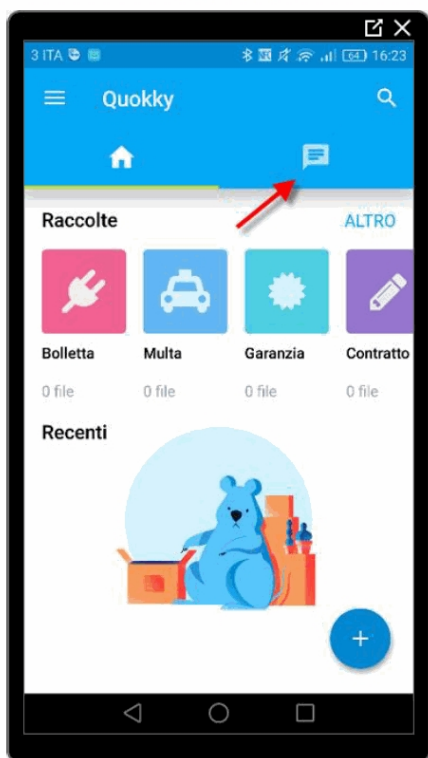 3 ITA 64 16:23
Quokky
Raccolte ALTRO
Bolletta Multa Garanzia Contratto
0 file 0 file 0 file 0 file
Recenti